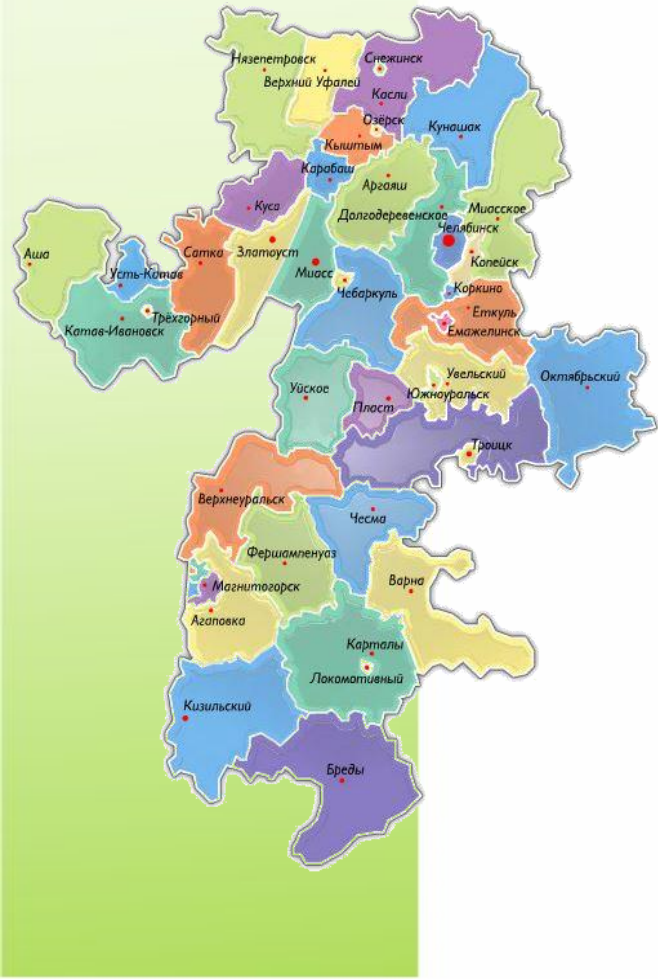 Нязепетровск
Верхний Уфалей
Снежинск
Касли
Озёрск
Кунашак
Кыштым
Карабаш
Аргаяш
Куса
Долгодеревенское
Миасское
Челябинск
Аша
Сатка
Златоуст
Копейск
Усть-Катав
Миасс
Чебаркуль
Коркино
Трёхгорный
Еткуль
Катав-Ивановск
Емажелинск
Увельский
Октябрьский
Уйское
Южноуральск
Пласт
Троицк
Верхнеуральск
Чесма
Фершампенуаз
Варна
Магнитогорск
Агаповка
Карталы
Локомотивный
Кизильский
Бреды